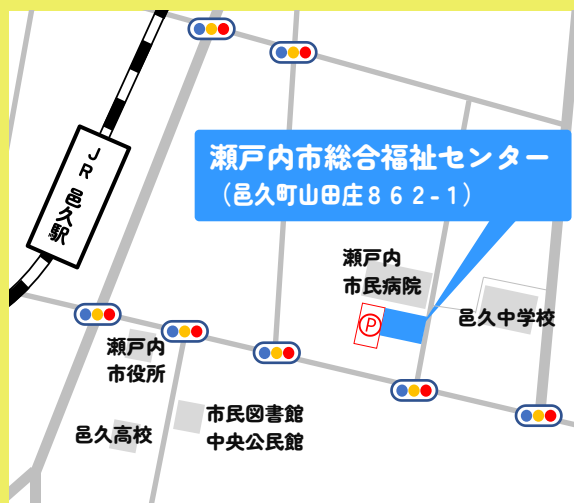 瀬戸内市総合福祉センター
（邑久町山田庄８６２-１）
ＪＲ 邑久駅
瀬戸内
市民病院
P
邑久中学校
瀬戸内
市役所
市民図書館
中央公民館
邑久高校